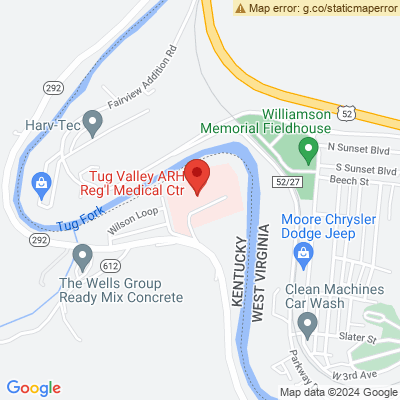 Map error: g.co/staticmaperror
292
Fairview Addition Rd
52
Harv-Tec
Williamson
Memorial Fieldhouse
N Sunset Blvd
S Sunset Blvd
Beech St
Tug Valley ARH
Reg'l Medical Ctr
52/27
Tug Fork
Wilson Loop
Moore Chrysler
Dodge Jeep
292
612
KENTUCKY
WEST VIRGINIA
The Wells Group
Ready Mix Concrete
Clean Machines
Car Wash
Slater St
Parkway
W 3rd Ave
Google
Map data ©2024 Google